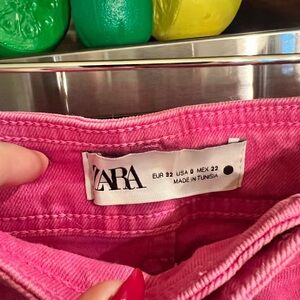 ZARA
EUR 32 USA 0 MEX 22
MADE IN TUNISIA